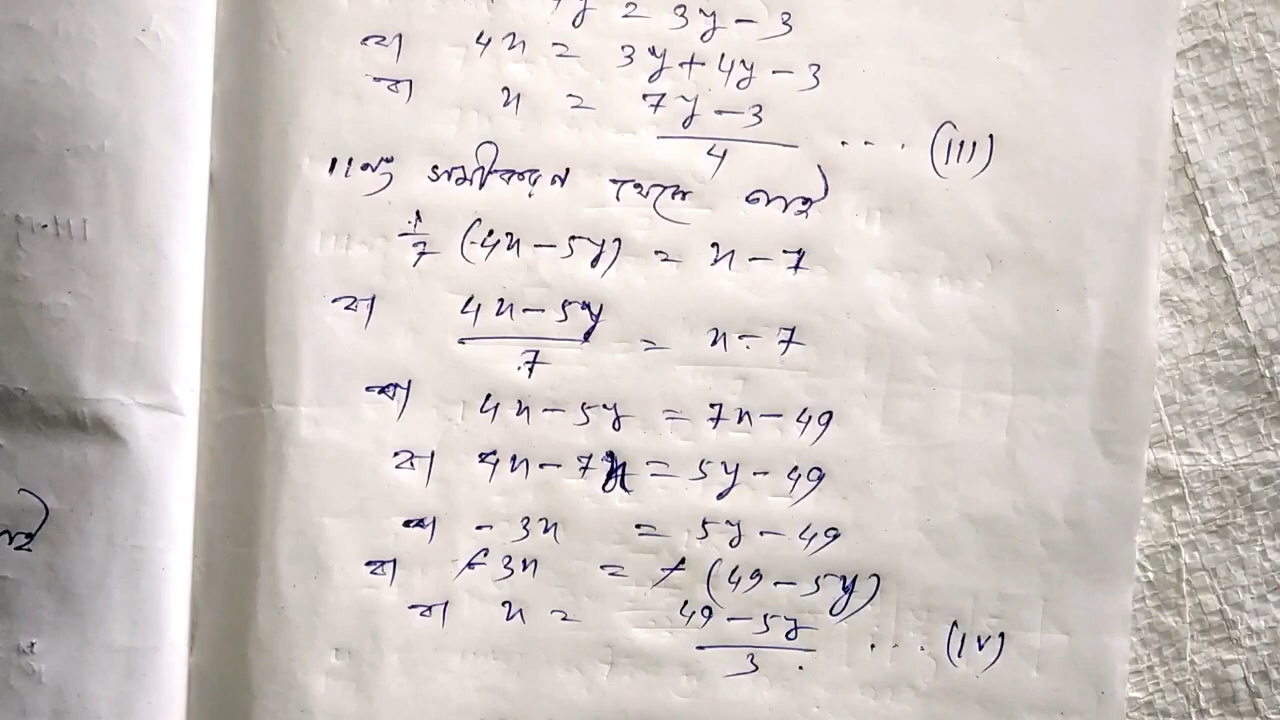 y = 3y - 3
বা 4x = 3y + 4y - 3
বা x = 7y - 3 / 4 ... (iii)
11নং সমীকরণ থেকে পাই
1/7 (4x - 5y) = x - 7
বা 4x - 5y / 7 = x - 7
বা 4x - 5y = 7x - 49
বা 4x - 7x = 5y - 49
বা - 3x = 5y - 49
বা - 3x = - (49 - 5y)
বা x = 49 - 5y / 3 ... (iv)